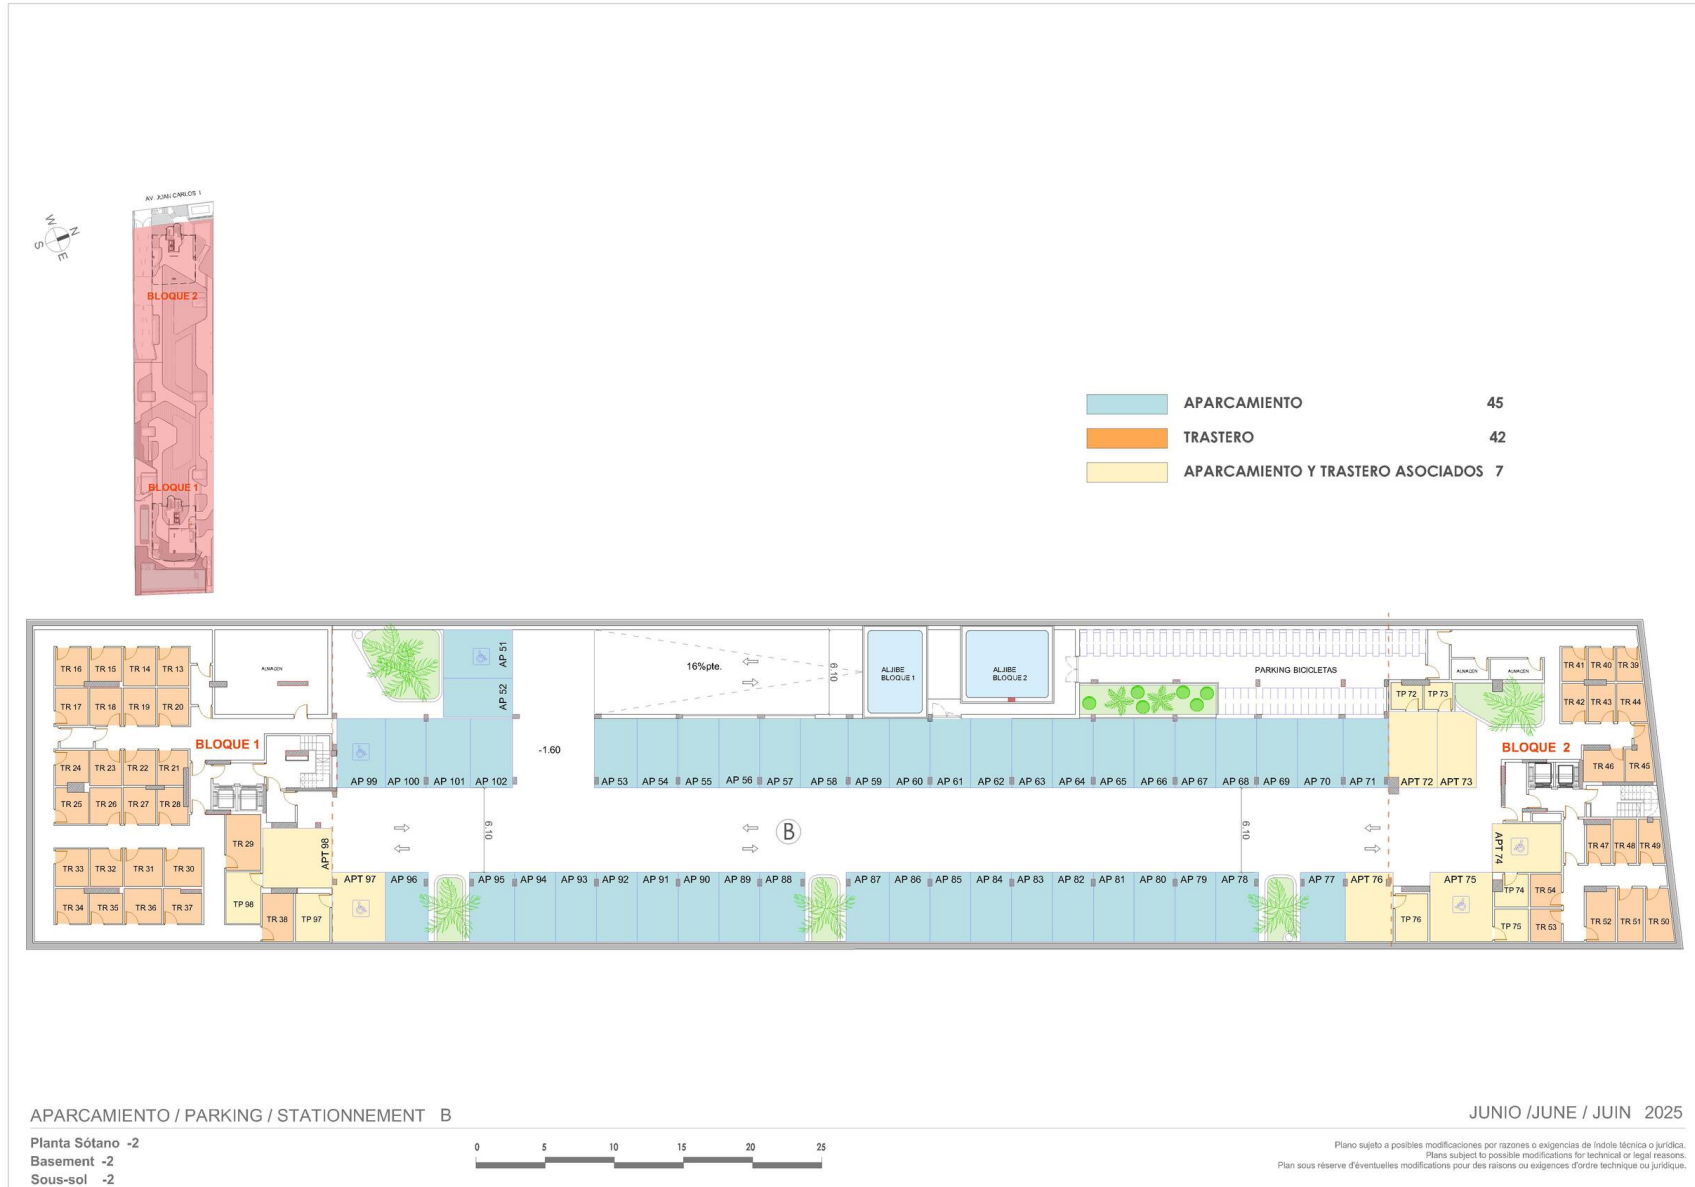 AV. JUAN CARLOS I
W
N
S
E
BLOQUE 2
BLOQUE 1
APARCAMIENTO 45
TRASTERO 42
APARCAMIENTO Y TRASTERO ASOCIADOS 7
TR 16 TR 15 TR 14 TR 13
ALMACEN
TR 17 TR 18 TR 19 TR 20
BLOQUE 1
TR 24 TR 23 TR 22 TR 21
TR 25 TR 26 TR 27 TR 28
TR 29
TR 33 TR 32 TR 31 TR 30
TR 34 TR 35 TR 36 TR 37
TP 98
TR 38
TP 97
APT 98
APT 97
AP 51
AP 52
16%pte.
6.10
ALJIBE
BLOQUE 1
ALJIBE
BLOQUE 2
PARKING BICICLETAS
ALMACEN
ALMACEN
TR 41 TR 40 TR 39
TP 72 TP 73
TR 42 TR 43 TR 44
-1.60
BLOQUE 2
TR 46 TR 45
AP 99 AP 100 AP 101 AP 102 AP 53 AP 54 AP 55 AP 56 AP 57 AP 58 AP 59 AP 60 AP 61 AP 62 AP 63 AP 64 AP 65 AP 66 AP 67 AP 68 AP 69 AP 70 AP 71 APT 72 APT 73
6.10
B
6.10
APT 74
TR 47 TR 48 TR 49
AP 96 AP 95 AP 94 AP 93 AP 92 AP 91 AP 90 AP 89 AP 88 AP 87 AP 86 AP 85 AP 84 AP 83 AP 82 AP 81 AP 80 AP 79 AP 78 AP 77 APT 76 APT 75
TP 74 TR 54
TP 76
TP 75 TR 53
TR 52 TR 51 TR 50
APARCAMIENTO / PARKING / STATIONNEMENT B
JUNIO /JUNE / JUIN 2025
Planta Sótano -2
Basement -2
Sous-sol -2
0 5 10 15 20 25
Plano sujeto a posibles modificaciones por razones o exigencias de índole técnica o jurídica.
Plans subject to possible modifications for technical or legal reasons.
Plan sous réserve d'éventuelles modifications pour des raisons ou exigences d'ordre technique ou juridique.